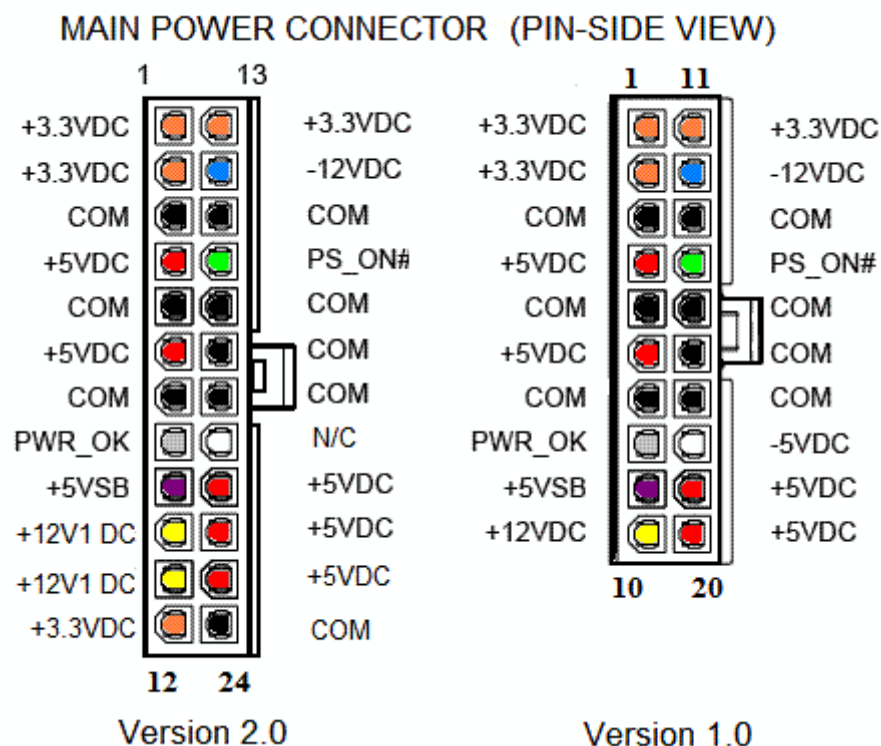 MAIN POWER CONNECTOR (PIN-SIDE VIEW)
1 13
+3.3VDC +3.3VDC
+3.3VDC -12VDC
COM COM
+5VDC PS_ON#
COM COM
+5VDC COM
COM COM
PWR_OK N/C
+5VSB +5VDC
+12V1 DC +5VDC
+12V1 DC +5VDC
+3.3VDC COM
12 24
Version 2.0
1 11
+3.3VDC +3.3VDC
+3.3VDC -12VDC
COM COM
+5VDC PS_ON#
COM COM
+5VDC COM
COM COM
PWR_OK -5VDC
+5VSB +5VDC
+12VDC +5VDC
10 20
Version 1.0